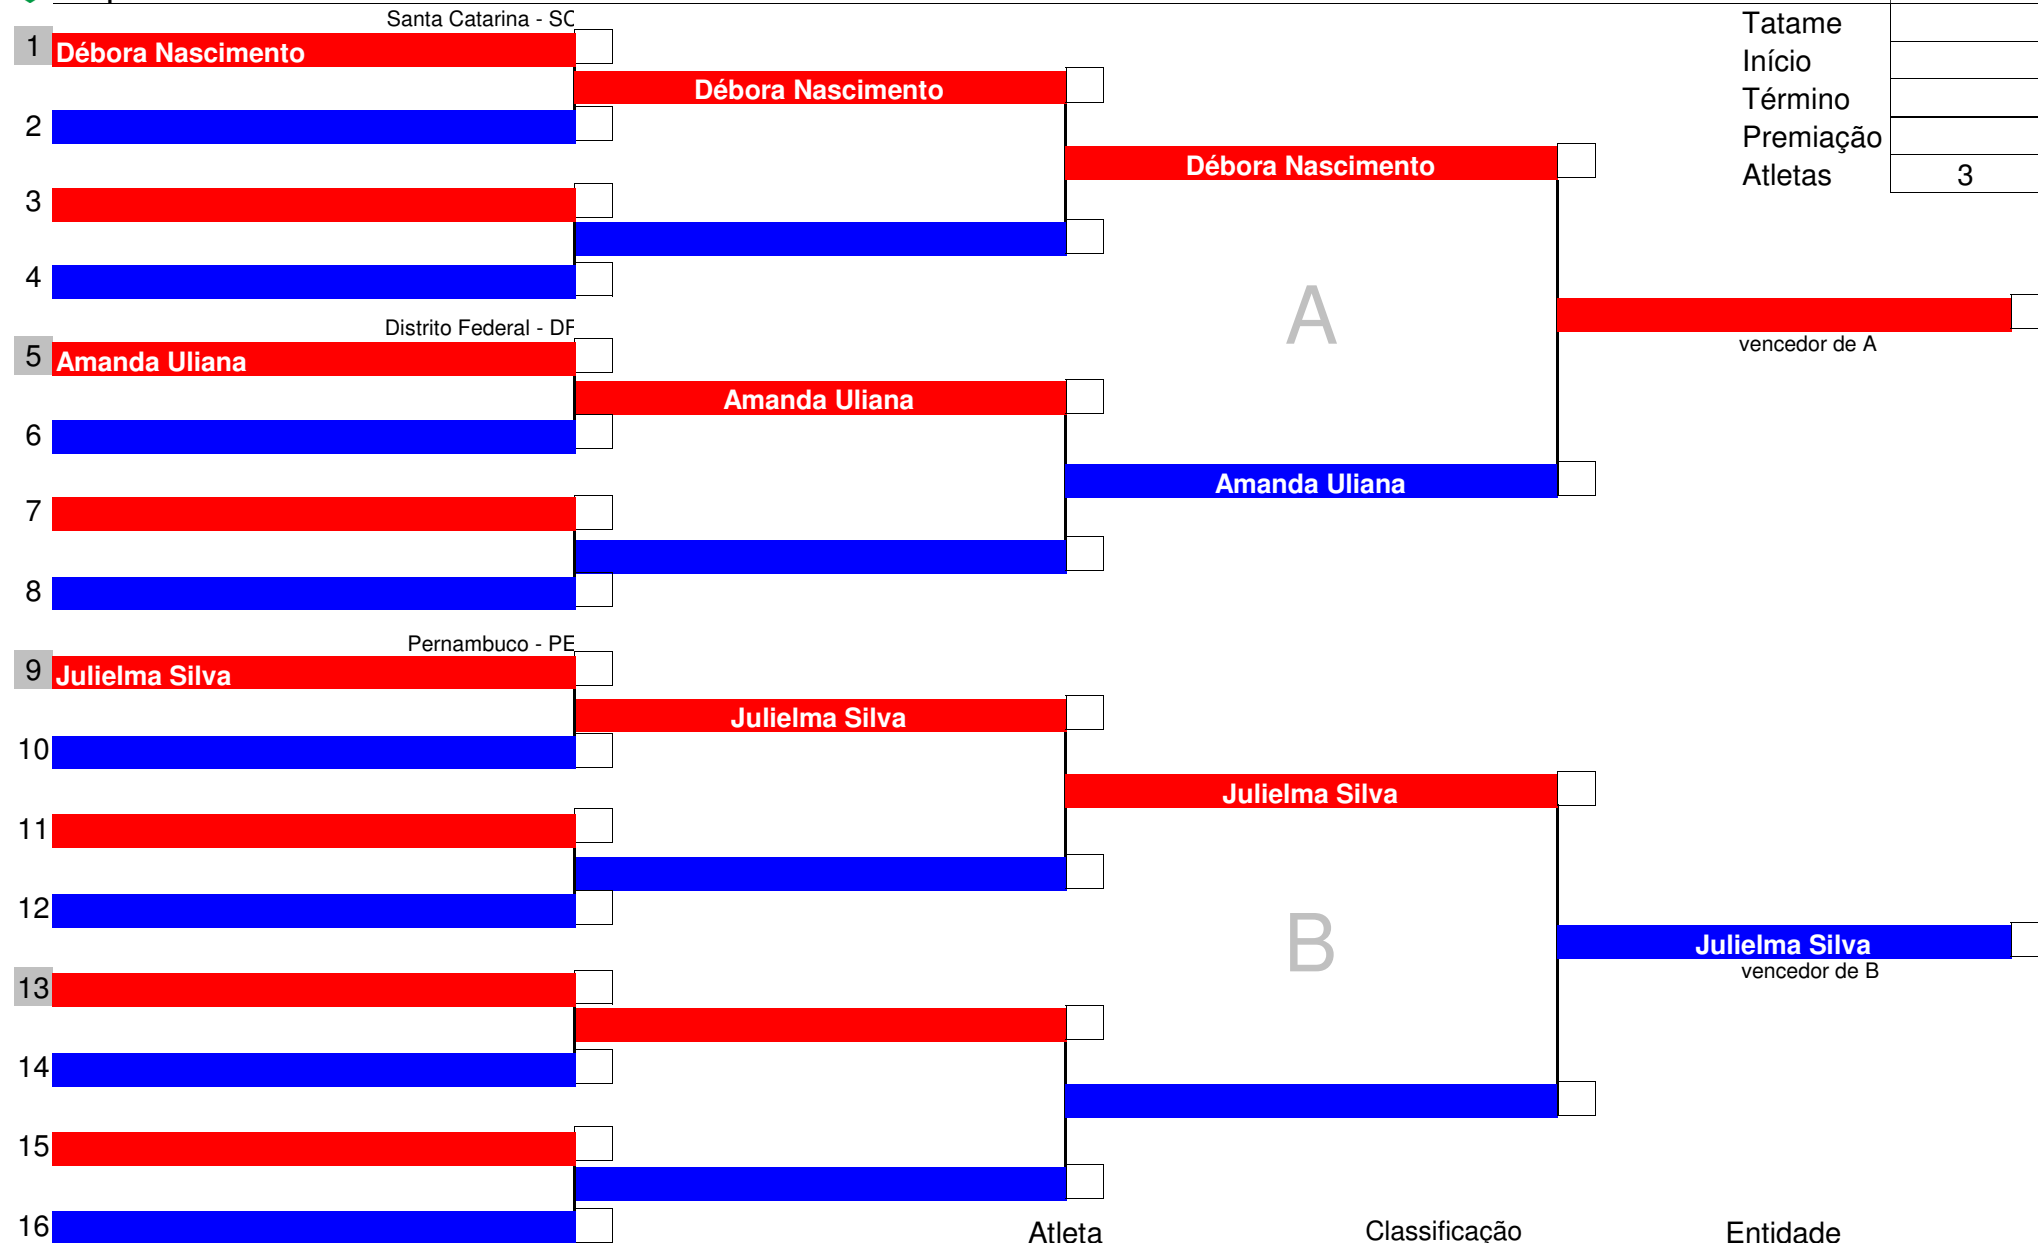 Santa Catarina - SC
Tatame
1 Débora Nascimento
Início
Débora Nascimento
Término
2
Premiação
Débora Nascimento
Atletas 3
3
4
A
Distrito Federal - DF
vencedor de A
5 Amanda Uliana
Amanda Uliana
6
Amanda Uliana
7
8
Pernambuco - PE
9 Julielma Silva
Julielma Silva
10
Julielma Silva
11
12
B
Julielma Silva
vencedor de B
13
14
15
16
Atleta Classificação Entidade